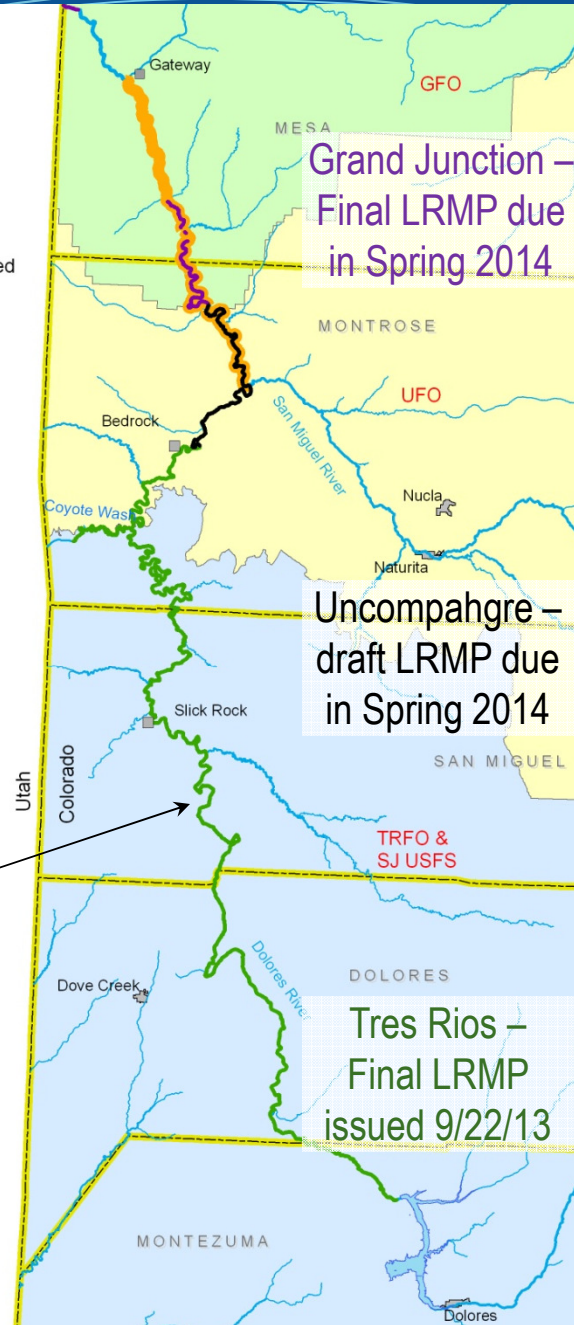 Gateway
GFO
MESA
Grand Junction –
Final LRMP due
in Spring 2014
ed
MONTROSE
UFO
San Miguel River
Bedrock
Nucla
Coyote Wash
Naturita
Uncompahgre –
draft LRMP due
in Spring 2014
Slick Rock
SAN MIGUEL
Utah
Colorado
TRFO &
SJ USFS
Dolores River
DOLORES
Dove Creek
Tres Rios –
Final LRMP
issued 9/22/13
MONTEZUMA
Dolores